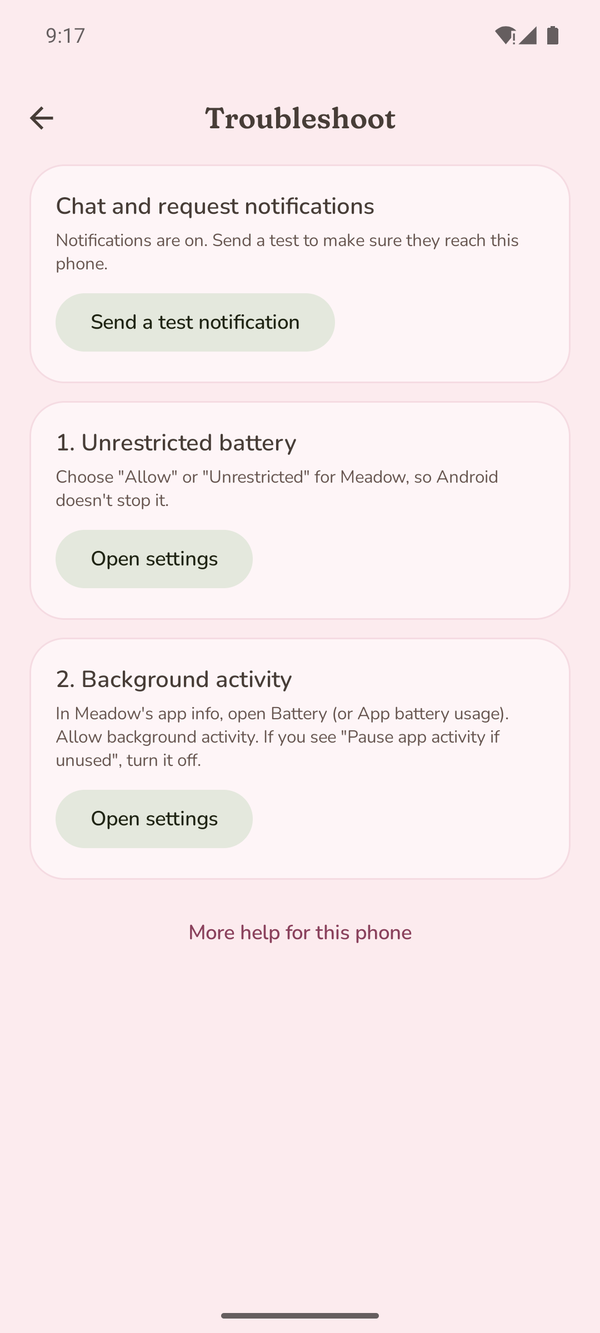 9:17
Troubleshoot
Chat and request notifications
Notifications are on. Send a test to make sure they reach this
phone.
Send a test notification
1. Unrestricted battery
Choose "Allow" or "Unrestricted" for Meadow, so Android
doesn't stop it.
Open settings
2. Background activity
In Meadow's app info, open Battery (or App battery usage).
Allow background activity. If you see "Pause app activity if
unused", turn it off.
Open settings
More help for this phone